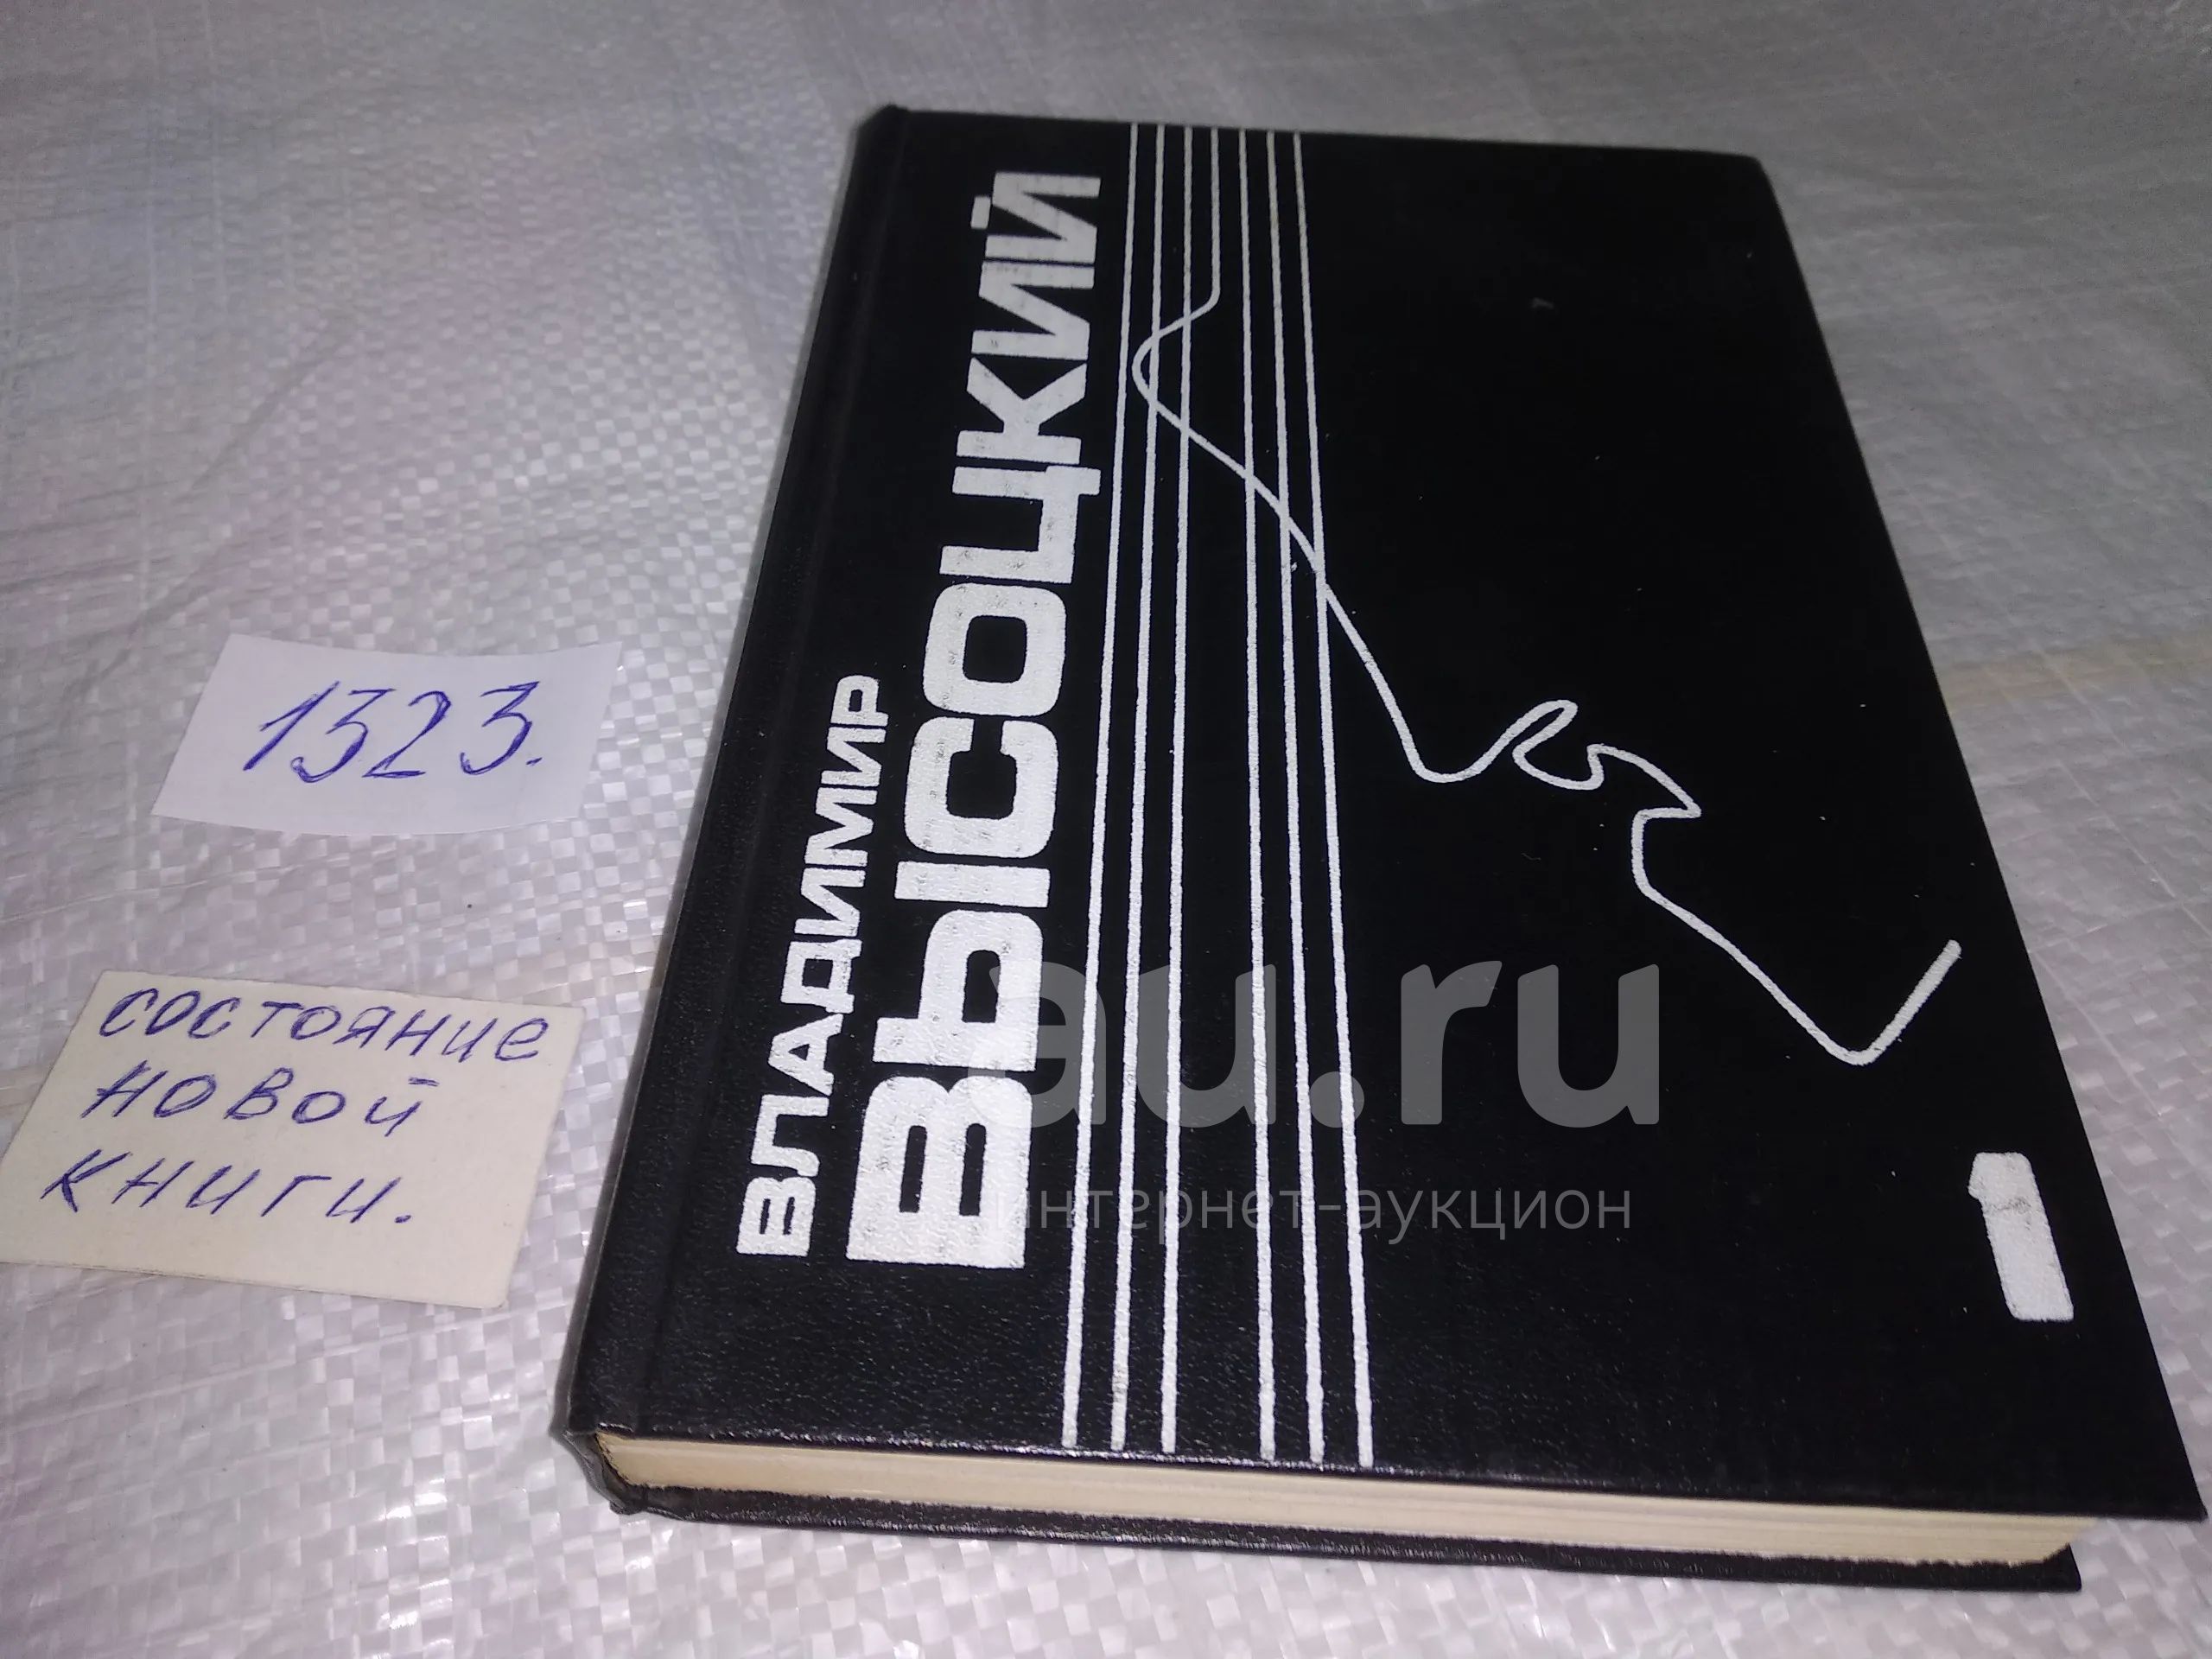 ВЛАДИМИР
ВЫСОЦКИЙ
1
1323.
состояние
новой
книги.
au.ru
интернет-аукцион